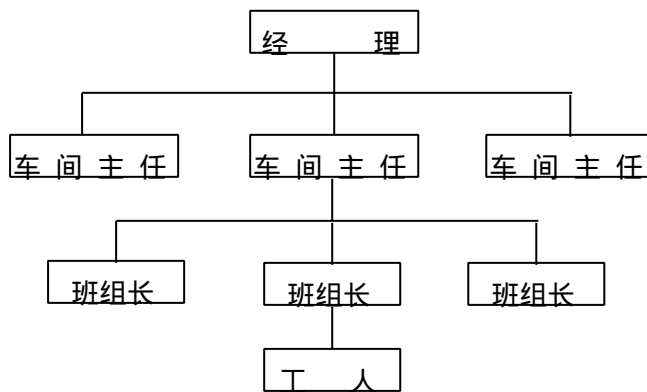 经 理
车 间 主 任 车 间 主 任 车 间 主 任
班组长 班组长 班组长
工 人